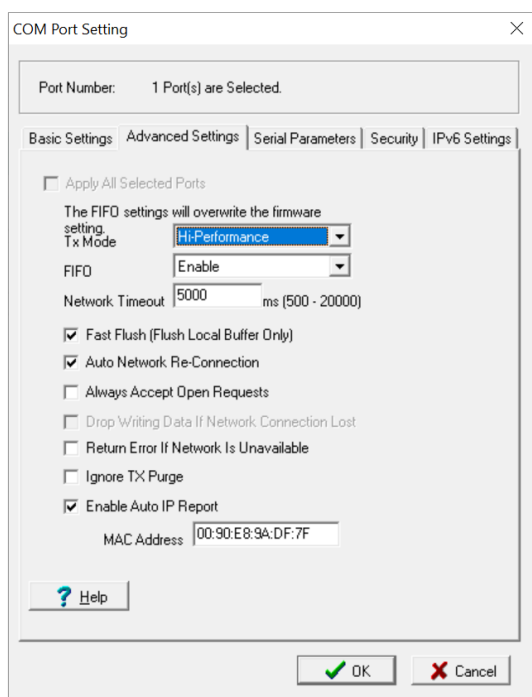 COM Port Setting
Port Number: 1 Port(s) are Selected.
Basic Settings Advanced Settings Serial Parameters Security IPv6 Settings
Apply All Selected Ports
The FIFO settings will overwrite the firmware
setting.
Tx Mode Hi-Performance
FIFO Enable
Network Timeout 5000 ms (500 - 20000)
Fast Flush (Flush Local Buffer Only)
Auto Network Re-Connection
Always Accept Open Requests
Drop Writing Data If Network Connection Lost
Return Error If Network Is Unavailable
Ignore TX Purge
Enable Auto IP Report
MAC Address 00:90:E8:9A:DF:7F
? Help
OK Cancel